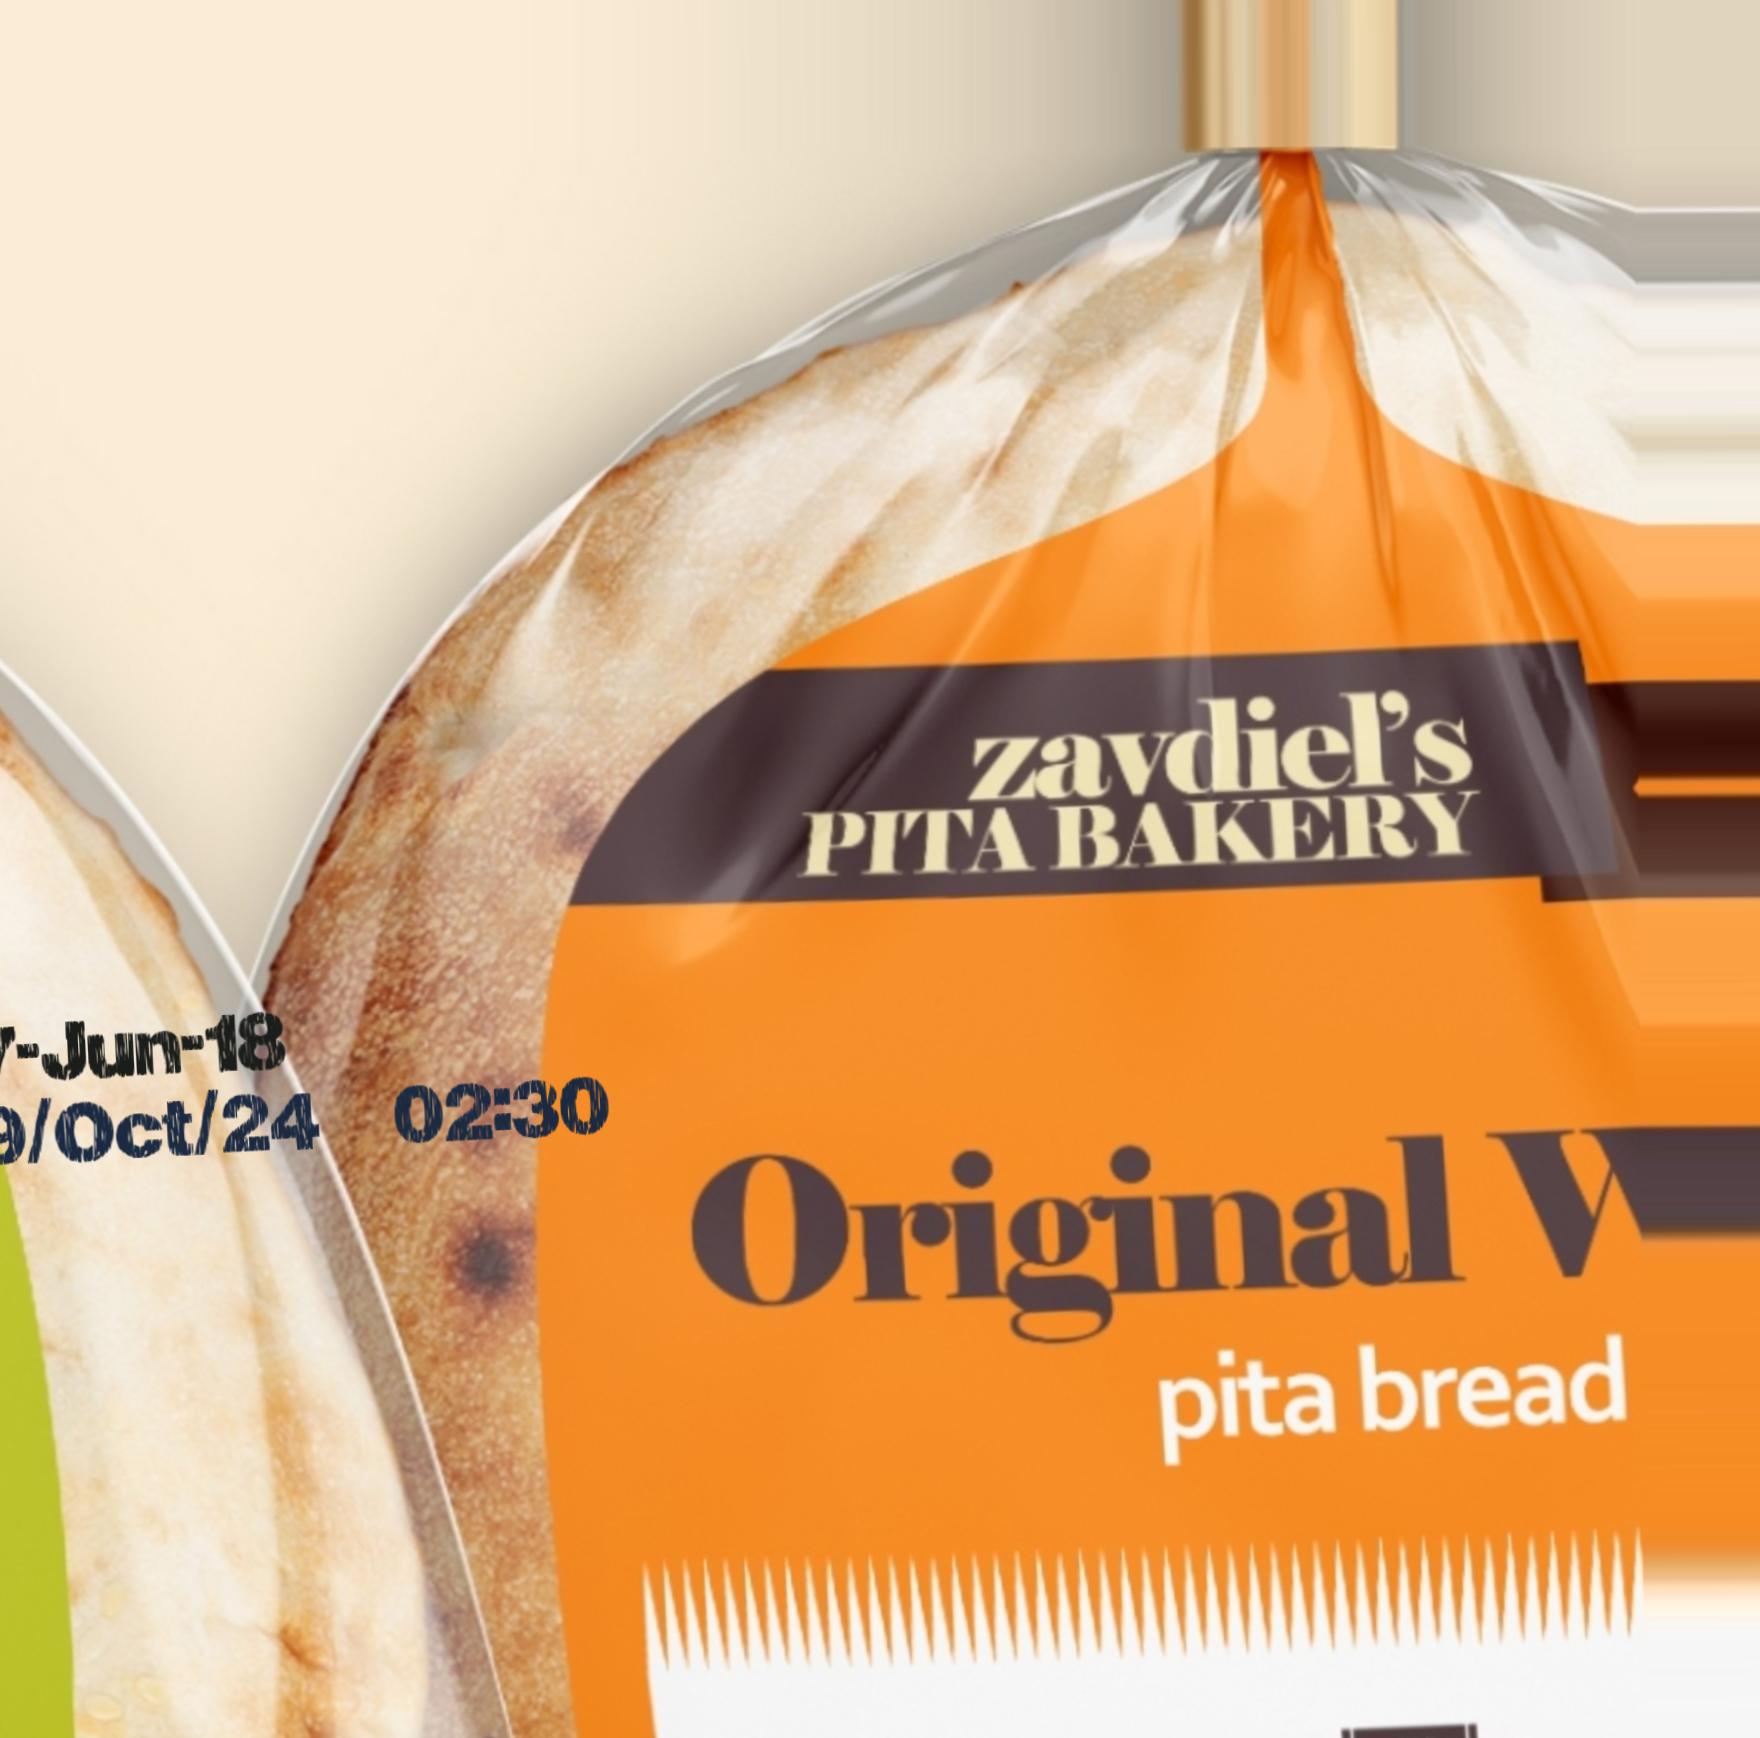 zavdiel's
PITA BAKERY
-Jun-18
/Oct/24 02:30
Original
pita bread